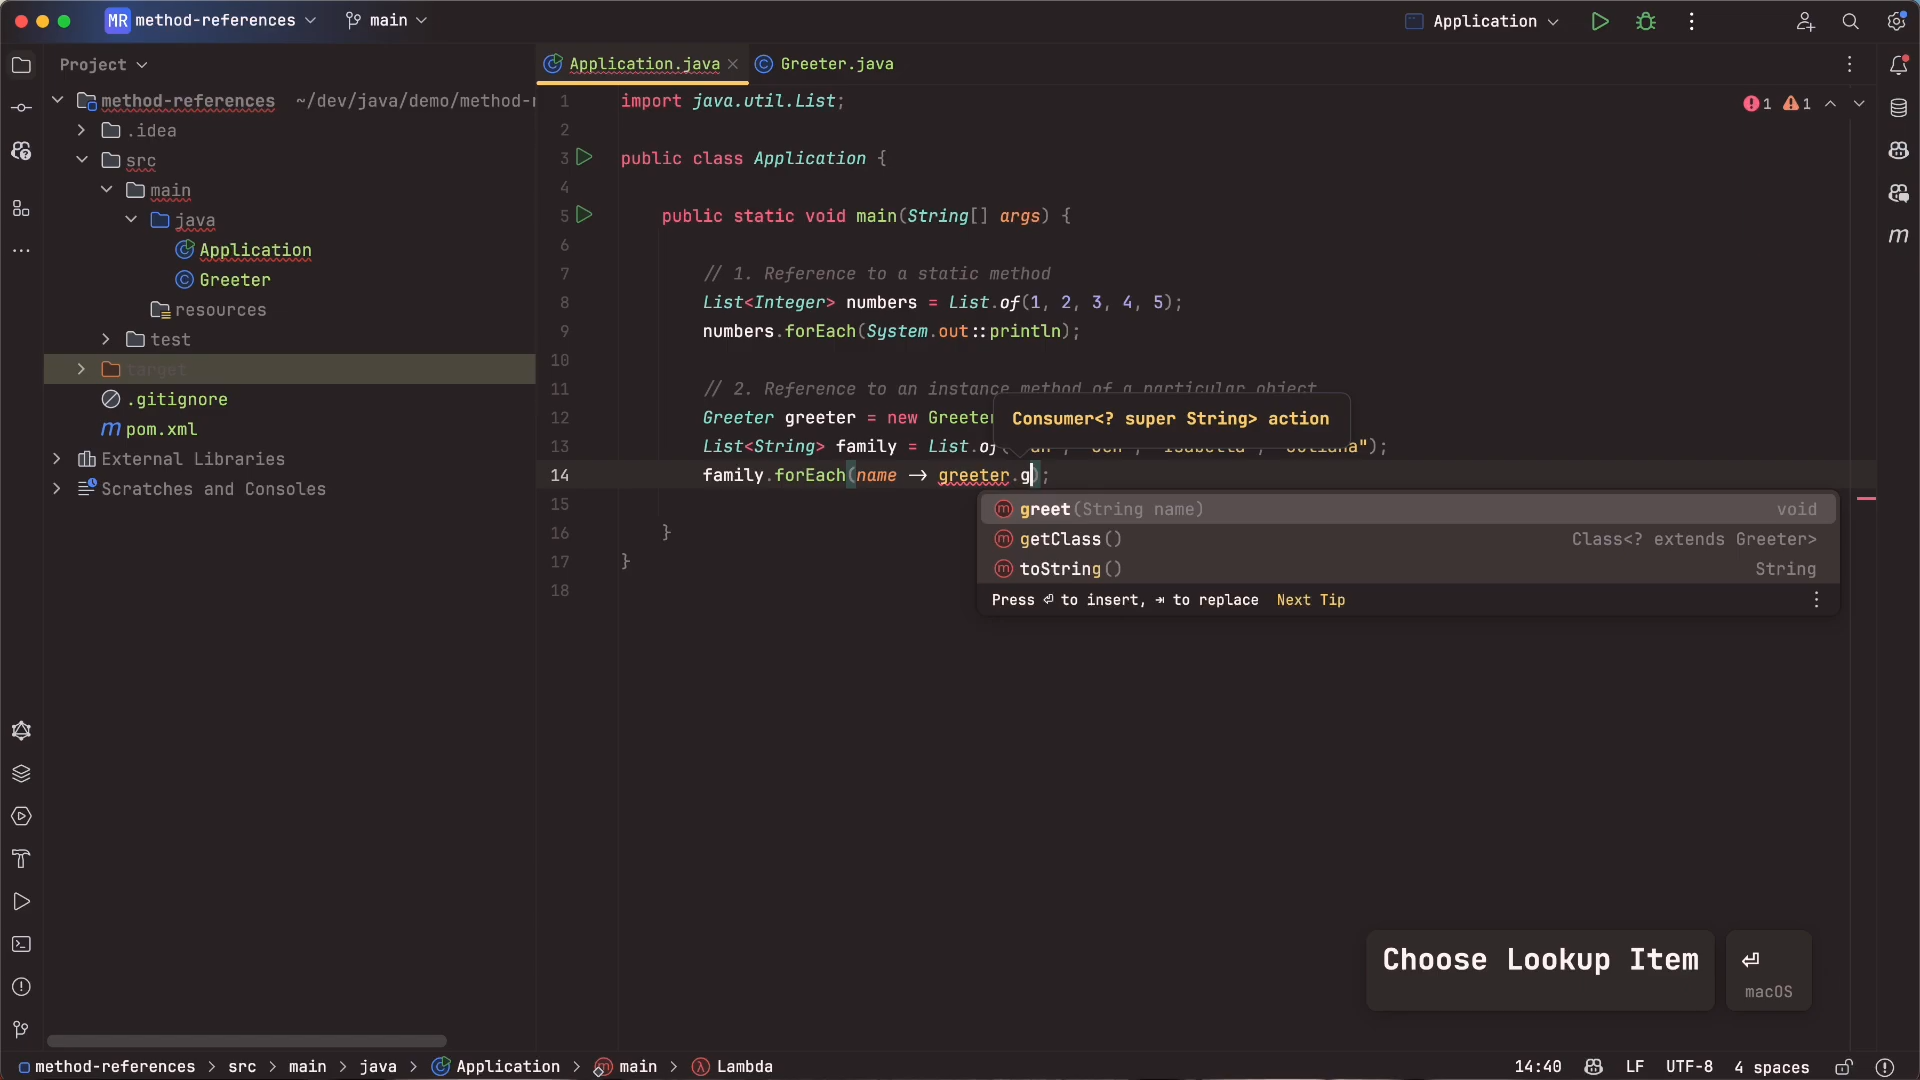 MR method-references main Application
Project
Application.java Greeter.java
method-references ~/dev/java/demo/method-r
.idea
src
main
java
Application
Greeter
resources
test
target
.gitignore
m pom.xml
External Libraries
Scratches and Consoles
1 import java.util.List;
1 1
2
3 public class Application {
4
5 public static void main(String[] args) {
6
7 // 1. Reference to a static method
8 List<Integer> numbers = List.of(1, 2, 3, 4, 5);
9 numbers.forEach(System.out::println);
10
11 // 2. Reference to an instance method of a particular object
12 Greeter greeter = new Greeter
Consumer<? super String> action
13 List<String> family = List.of( );
14 family.forEach(name -> greeter.g);
15
16 }
17 }
18
m greet(String name) void
m getClass() Class<? extends Greeter>
m toString() String
Press ⏎ to insert, ⇥ to replace Next Tip
m
Choose Lookup Item
⏎
macOS
method-references > src > main > java > Application > main > Lambda
14:40 LF UTF-8 4 spaces